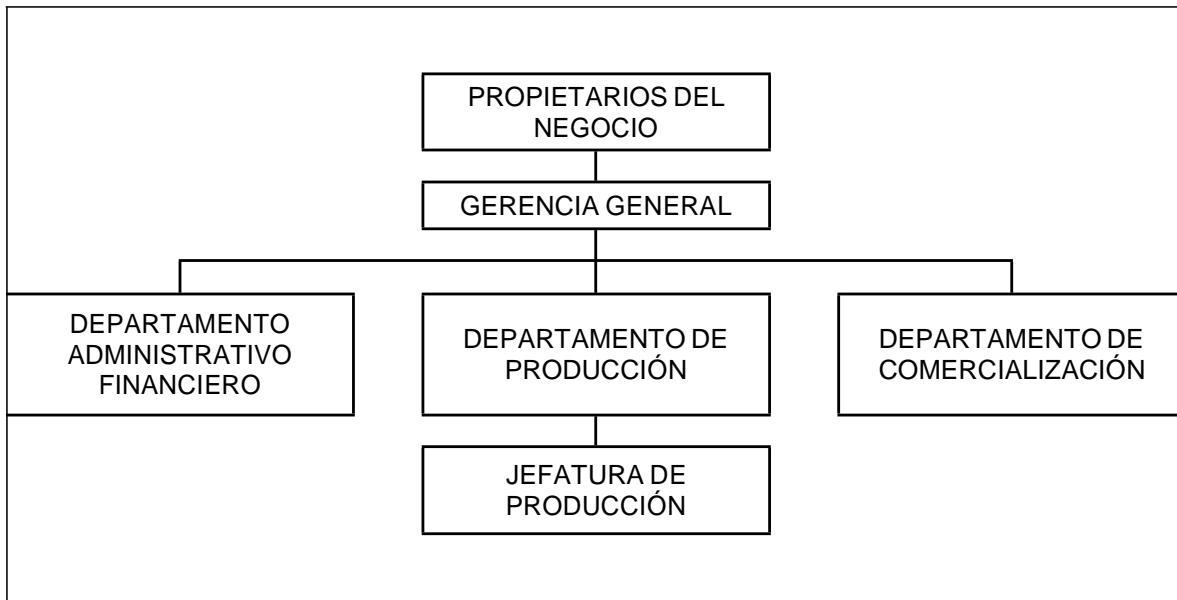 PROPIETARIOS DEL
NEGOCIO
GERENCIA GENERAL
DEPARTAMENTO
ADMINISTRATIVO
FINANCIERO
DEPARTAMENTO DE
PRODUCCIÓN
DEPARTAMENTO DE
COMERCIALIZACIÓN
JEFATURA DE
PRODUCCIÓN